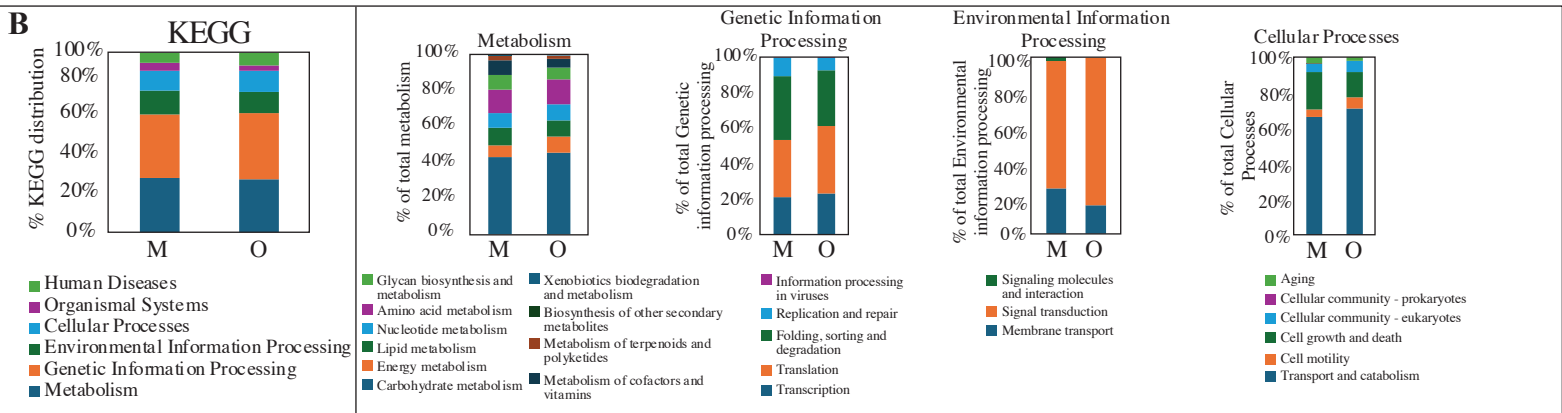 B
KEGG
% KEGG distribution
100%
80%
60%
40%
20%
0%
M O
Human Diseases
Organismal Systems
Cellular Processes
Environmental Information Processing
Genetic Information Processing
Metabolism
Metabolism
% of total metabolism
100%
80%
60%
40%
20%
0%
M O
Glycan biosynthesis and
metabolism
Amino acid metabolism
Nucleotide metabolism
Lipid metabolism
Energy metabolism
Carbohydrate metabolism
Xenobiotics biodegradation
and metabolism
Biosynthesis of other secondary
metabolites
Metabolism of terpenoids and
polyketides
Metabolism of cofactors and
vitamins
Genetic Information
Processing
% of total Genetic
information processing
100%
80%
60%
40%
20%
0%
M O
Information processing
in viruses
Replication and repair
Folding, sorting and
degradation
Translation
Transcription
Environmental Information
Processing
% of total Environmental
information processing
100%
80%
60%
40%
20%
0%
M O
Signaling molecules
and interaction
Signal transduction
Membrane transport
Cellular Processes
% of total Cellular
Processes
100%
80%
60%
40%
20%
0%
M O
Aging
Cellular community - prokaryotes
Cellular community - eukaryotes
Cell growth and death
Cell motility
Transport and catabolism